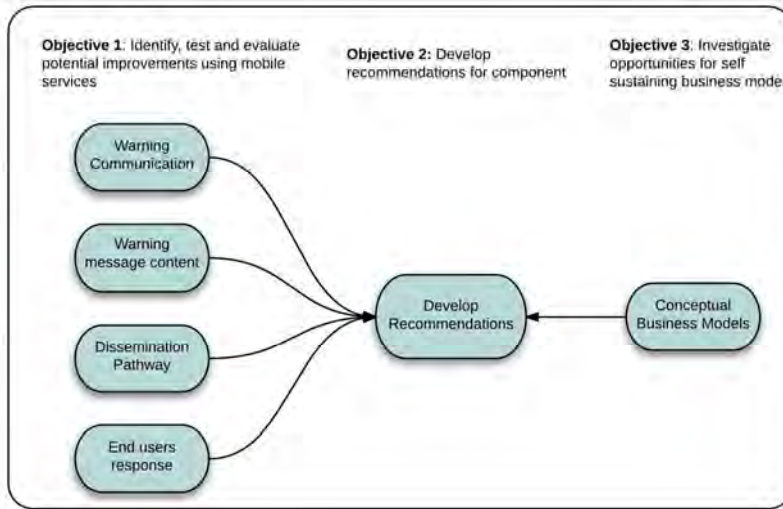 Objective 1: Identify, test and evaluate
potential improvements using mobile
services
Objective 2: Develop
recommendations for component
Objective 3: Investigate
opportunities for self
sustaining business mode
Warning
Communication
Warning
message content
Dissemination
Pathway
End users
response
Develop
Recommendations
Conceptual
Business Models